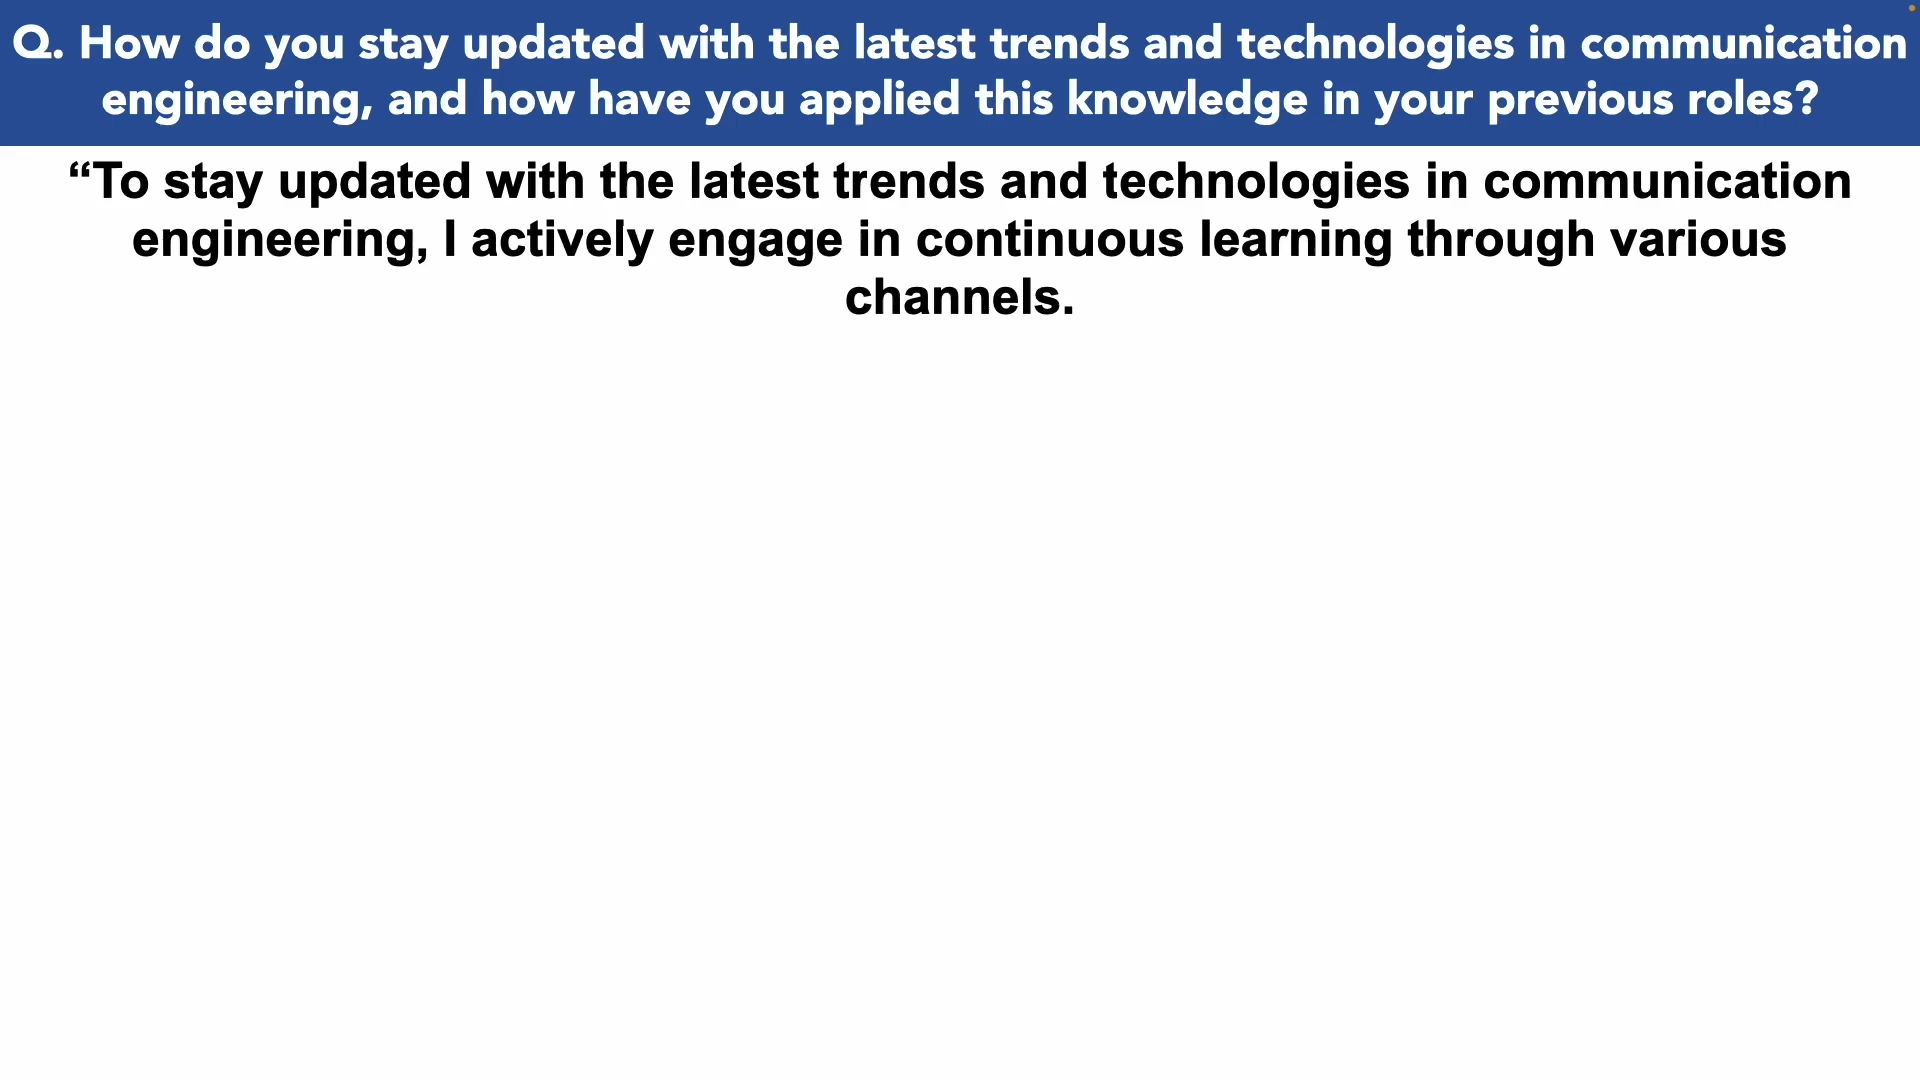 Q. How do you stay updated with the latest trends and technologies in communication
engineering, and how have you applied this knowledge in your previous roles?
“To stay updated with the latest trends and technologies in communication
engineering, I actively engage in continuous learning through various
channels.